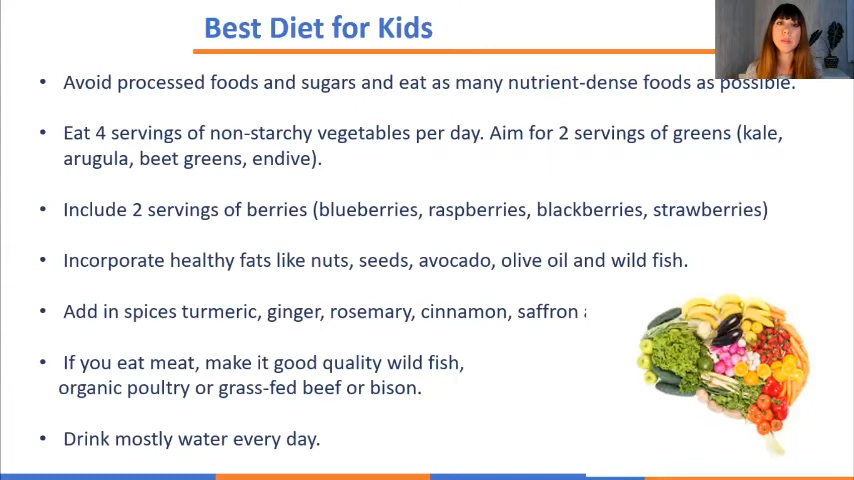 Best Diet for Kids
• Avoid processed foods and sugars and eat as many nutrient-dense foods as possible.
• Eat 4 servings of non-starchy vegetables per day. Aim for 2 servings of greens (kale,
arugula, beet greens, endive).
• Include 2 servings of berries (blueberries, raspberries, blackberries, strawberries)
• Incorporate healthy fats like nuts, seeds, avocado, olive oil and wild fish.
• Add in spices turmeric, ginger, rosemary, cinnamon, saffron
• If you eat meat, make it good quality wild fish,
organic poultry or grass-fed beef or bison.
• Drink mostly water every day.